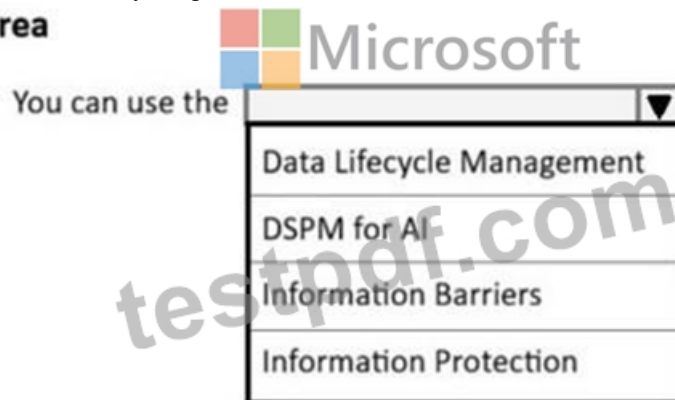 rea
Microsoft
You can use the
Data Lifecycle Management
DSPM for AI
Information Barriers
Information Protection
testpdf.com